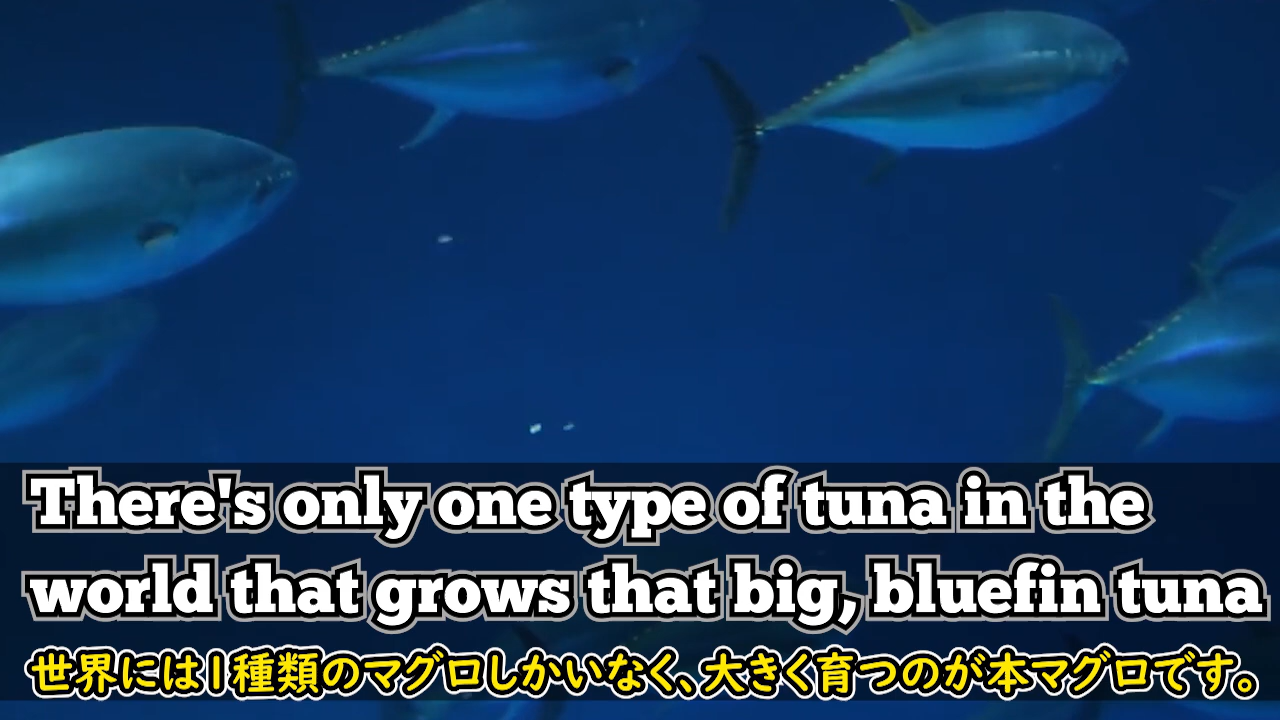 There's only one type of tuna in the
world that grows that big, bluefin tuna
世界には1種類のマグロしかいなく、大きく育つのが本マグロです。